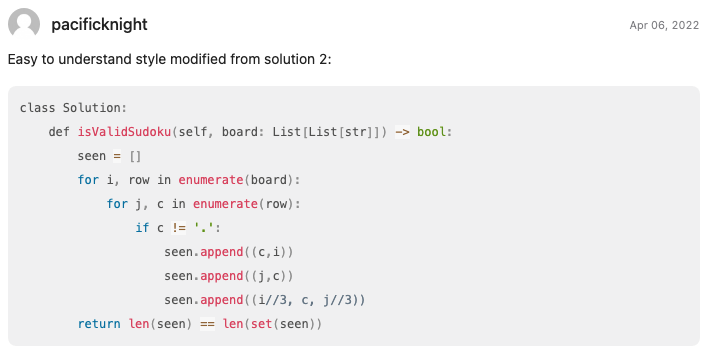 pacificknight
Apr 06, 2022
Easy to understand style modified from solution 2:
class Solution:
    def isValidSudoku(self, board: List[List[str]]) -> bool:
        seen = []
        for i, row in enumerate(board):
            for j, c in enumerate(row):
                if c != '.':
                    seen.append((c,i))
                    seen.append((j,c))
                    seen.append((i//3, c, j//3))
        return len(seen) == len(set(seen))